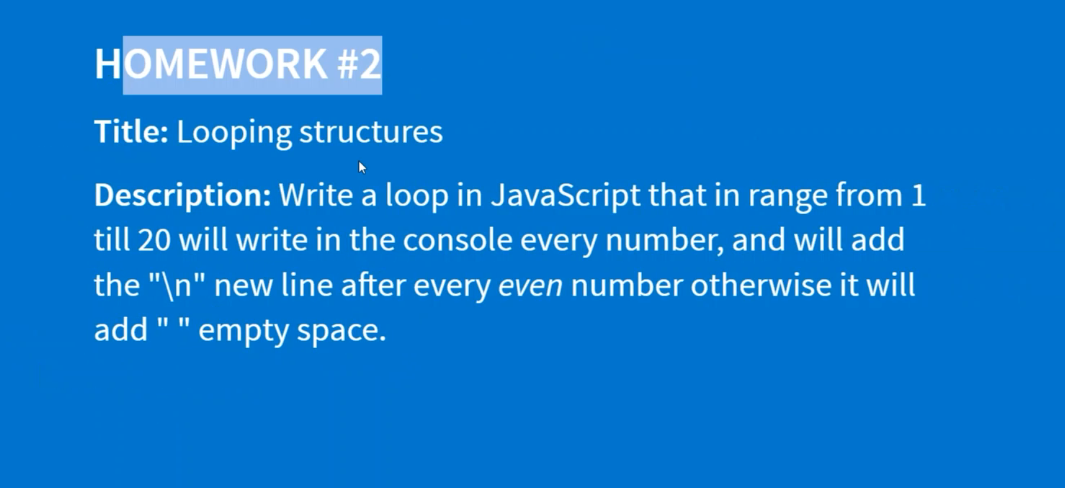 HOMEWORK #2
Title: Looping structures
Description: Write a loop in JavaScript that in range from 1
till 20 will write in the console every number, and will add
the "\n" new line after every even number otherwise it will
add " " empty space.